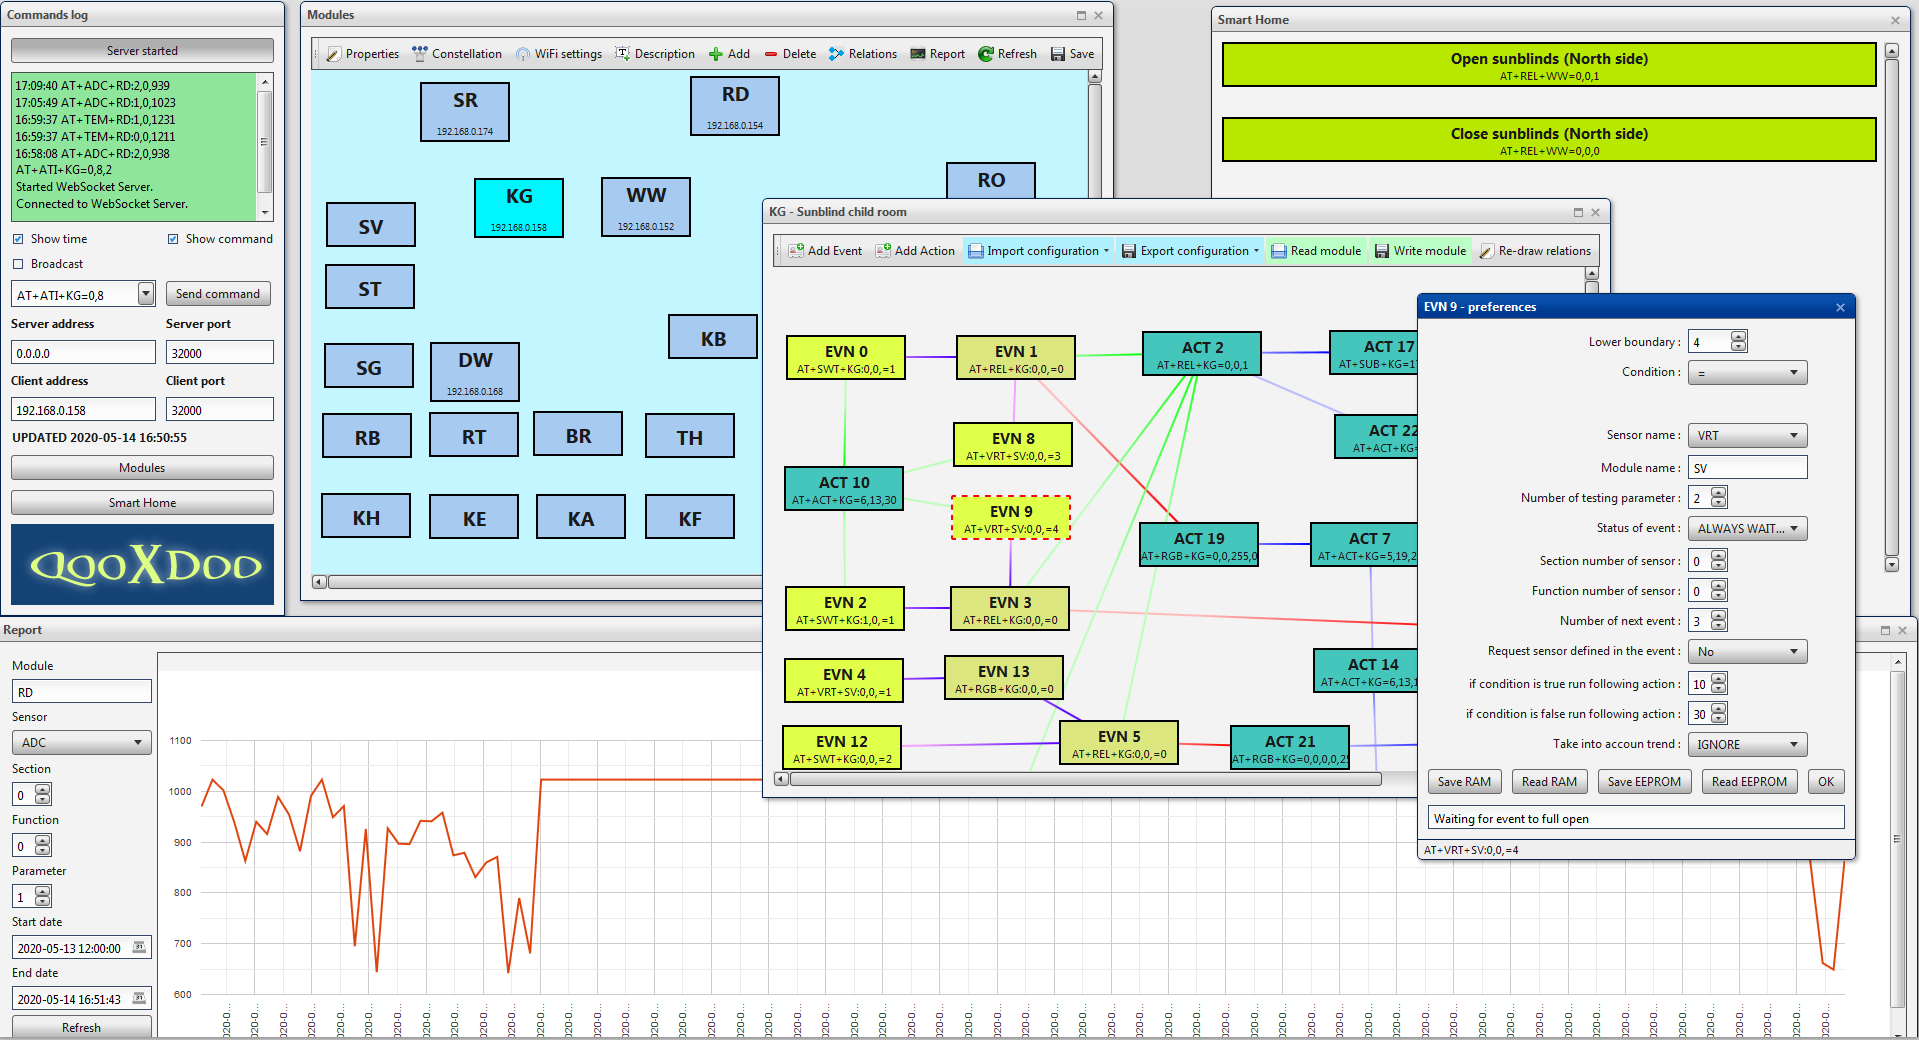 Commands log
Server started
17:09:40 AT+ADC+RD:2,0,939
17:05:49 AT+ADC+RD:1,0,1023
16:59:37 AT+TEM+RD:1,0,1231
16:59:37 AT+TEM+RD:0,0,1211
16:58:08 AT+ADC+RD:2,0,938
AT+ATI+KG=0,8,2
Started WebSocket Server.
Connected to WebSocket Server.
Show time
Show command
Broadcast
AT+ATI+KG=0,8
Send command
Server address
Server port
0.0.0.0
32000
Client address
Client port
192.168.0.158
32000
UPDATED 2020-05-14 16:50:55
Modules
Smart Home
QooXDoo
Modules
Properties
Constellation
WiFi settings
Description
Add
Delete
Relations
Report
Refresh
Save
SR
192.168.0.174
RD
192.168.0.154
RO
KG
192.168.0.158
WW
192.168.0.152
SV
ST
KB
SG
DW
192.168.0.168
RB
RT
BR
TH
KH
KE
KA
KF
Smart Home
Open sunblinds (North side)
AT+REL+WW=0,0,1
Close sunblinds (North side)
AT+REL+WW=0,0,0
KG - Sunblind child room
Add Event
Add Action
Import configuration
Export configuration
Read module
Write module
Re-draw relations
EVN 0
AT+SWT+KG:0,0,=1
EVN 1
AT+REL+KG:0,0,=0
ACT 2
AT+REL+KG=0,0,1
ACT 17
AT+SUB+KG=1
EVN 8
AT+VRT+SV:0,0,=3
ACT 22
AT+ACT+KG=
ACT 10
AT+ACT+KG=6,13,30
EVN 9
AT+VRT+SV:0,0,=4
ACT 19
AT+RGB+KG=0,0,255,0
ACT 7
AT+ACT+KG=5,19,2
EVN 2
AT+SWT+KG:1,0,=1
EVN 3
AT+REL+KG:0,0,=0
EVN 4
AT+VRT+SV:0,0,=1
EVN 13
AT+RGB+KG:0,0,=0
ACT 14
AT+ACT+KG=6,13,1
EVN 12
AT+SWT+KG:0,0,=2
EVN 5
AT+REL+KG:0,0,=0
ACT 21
AT+RGB+KG=0,0,0,0,2
EVN 9 - preferences
Lower boundary :
4
Condition :
=
Sensor name :
VRT
Module name :
SV
Number of testing parameter :
2
Status of event :
ALWAYS WAIT...
Section number of sensor :
0
Function number of sensor :
0
Number of next event :
3
Request sensor defined in the event :
No
if condition is true run following action :
10
if condition is false run following action :
30
Take into accoun trend :
IGNORE
Save RAM
Read RAM
Save EEPROM
Read EEPROM
OK
Waiting for event to full open
AT+VRT+SV:0,0,=4
Report
Module
RD
Sensor
ADC
Section
0
Function
0
Parameter
1
Start date
2020-05-13 12:00:00
End date
2020-05-14 16:51:43
Refresh
1100
1000
900
800
700
600